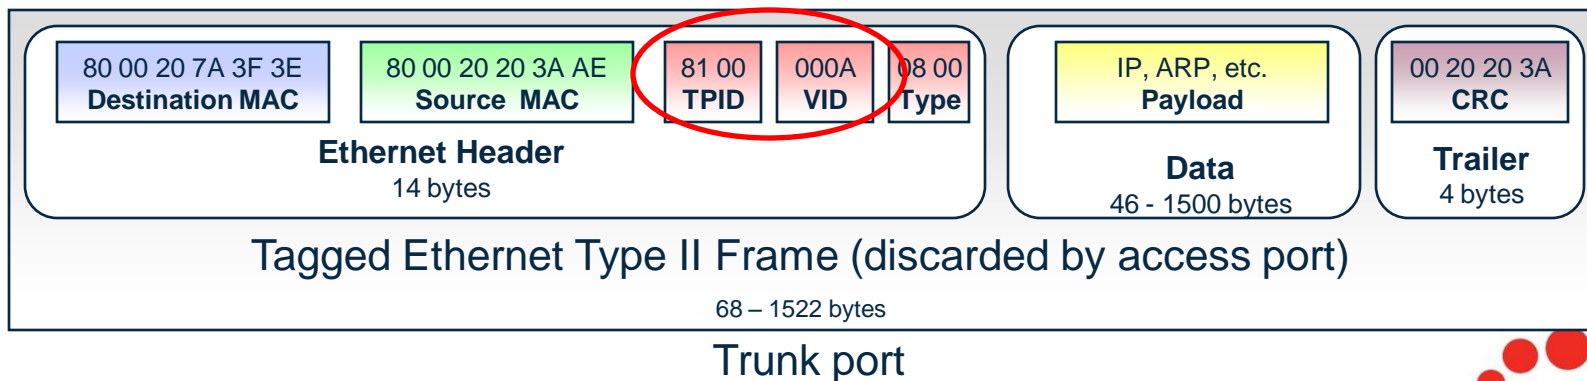 80 00 20 7A 3F 3E
Destination MAC
80 00 20 20 3A AE
Source MAC
81 00
TPID
000A
VID
08 00
Type
Ethernet Header
14 bytes
IP, ARP, etc.
Payload
Data
46 - 1500 bytes
00 20 20 3A
CRC
Trailer
4 bytes
Tagged Ethernet Type II Frame (discarded by access port)
68 – 1522 bytes
Trunk port